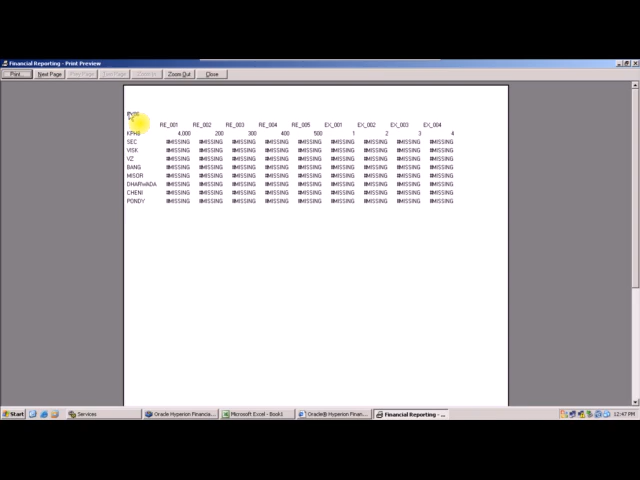 Financial Reporting - Print Preview
Print... Next Page Prev Page Two Page Zoom In Zoom Out Close
RE_001 RE_002 RE_003 RE_004 RE_005 EX_001 EX_002 EX_003 EX_004
KPHB 4,000 200 300 400 500 1 2 3 4
SEC #MISSING #MISSING #MISSING #MISSING #MISSING #MISSING #MISSING #MISSING #MISSING
VISK #MISSING #MISSING #MISSING #MISSING #MISSING #MISSING #MISSING #MISSING #MISSING
VZ #MISSING #MISSING #MISSING #MISSING #MISSING #MISSING #MISSING #MISSING #MISSING
BANG #MISSING #MISSING #MISSING #MISSING #MISSING #MISSING #MISSING #MISSING #MISSING
MISOR #MISSING #MISSING #MISSING #MISSING #MISSING #MISSING #MISSING #MISSING #MISSING
DHARWADA #MISSING #MISSING #MISSING #MISSING #MISSING #MISSING #MISSING #MISSING #MISSING
CHENI #MISSING #MISSING #MISSING #MISSING #MISSING #MISSING #MISSING #MISSING #MISSING
PONDY #MISSING #MISSING #MISSING #MISSING #MISSING #MISSING #MISSING #MISSING #MISSING
Start Services Oracle Hyperion Financia... Microsoft Excel - Book1 Oracle® Hyperion Finan... Financial Reporting - ... 12:47 PM